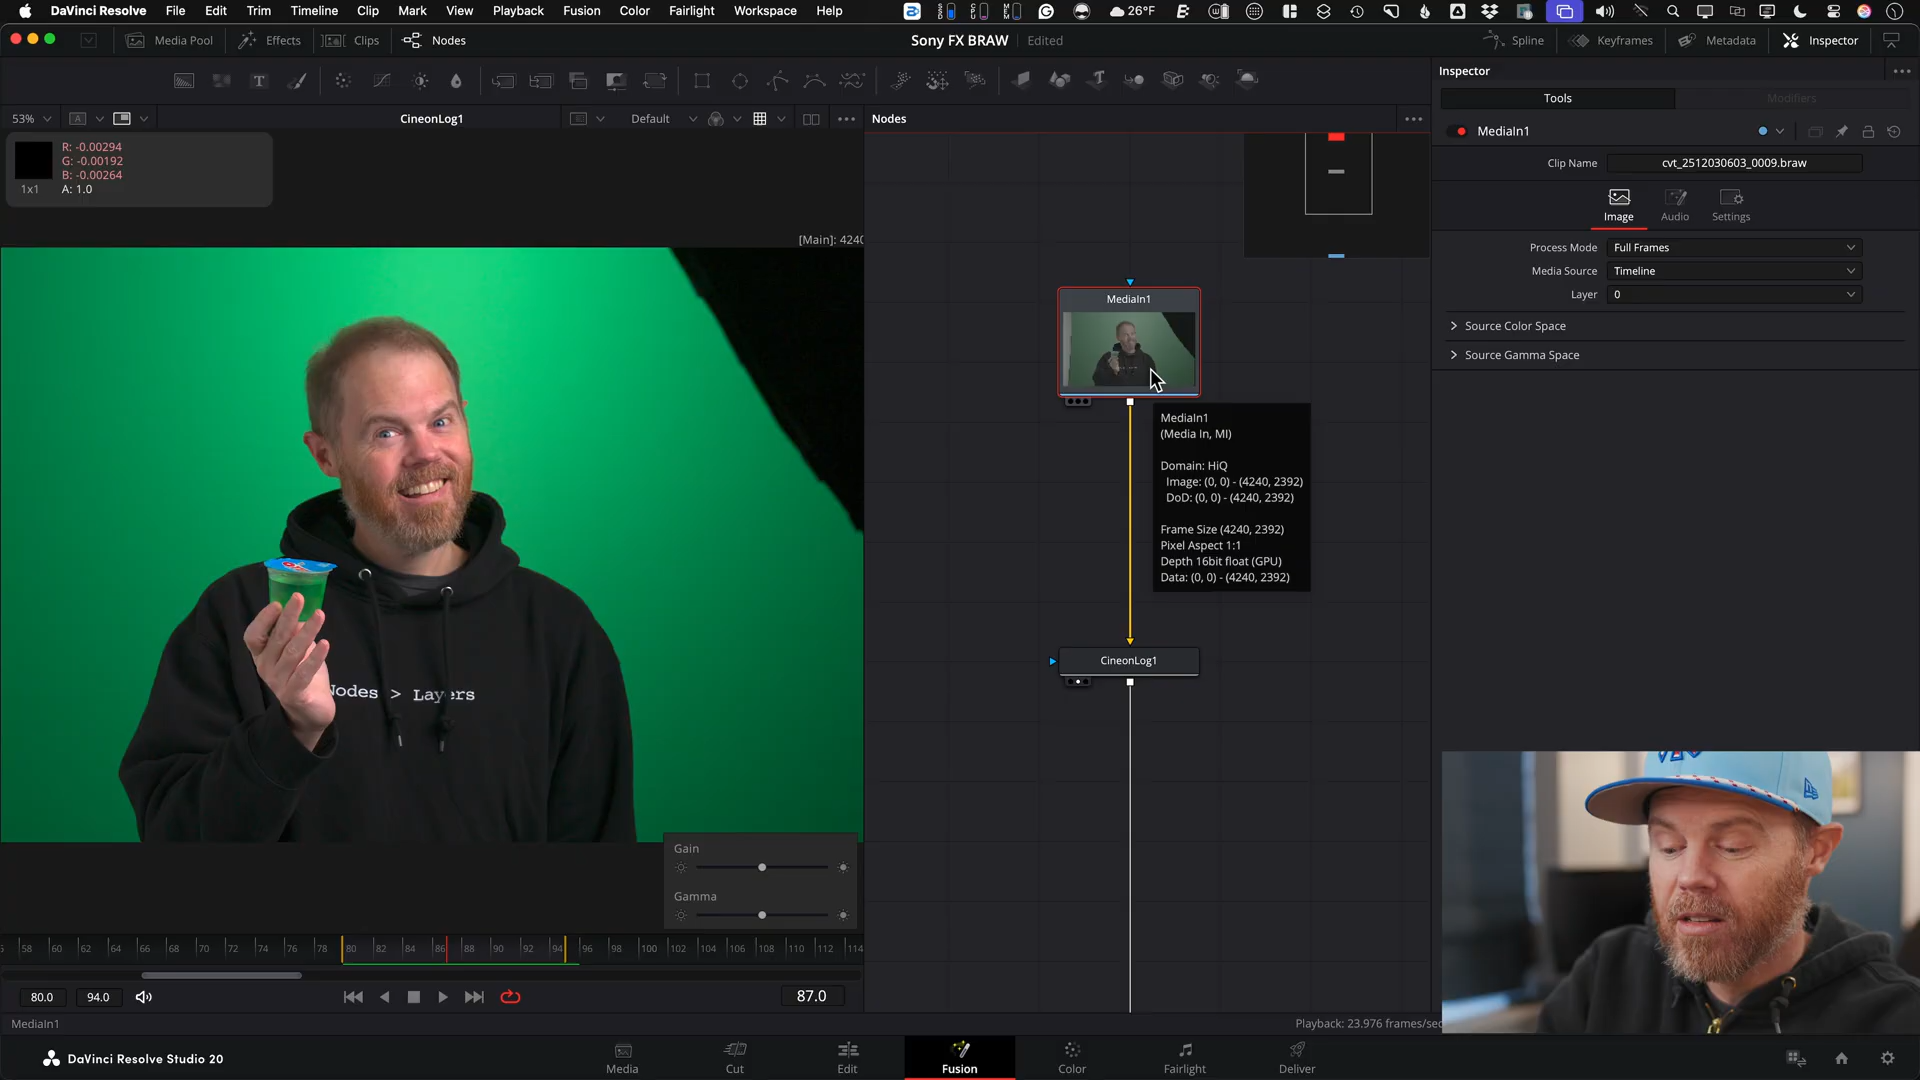 DaVinci Resolve File Edit Trim Timeline Clip Mark View Playback Fusion Color Fairlight Workspace Help 26°F
Media Pool Effects Clips Nodes Sony FX BRAW Edited Spline Keyframes Metadata Inspector
Inspector
Tools Modifiers
53% A CineonLog1 Default Nodes
MediaIn1
R: -0.00294
G: -0.00192
B: -0.00264
1x1 A: 1.0
Clip Name cvt_2512030603_0009.braw
Image Audio Settings
[Main]: 424
Process Mode Full Frames
Media Source Timeline
Layer 0
Source Color Space
Source Gamma Space
MediaIn1
MediaIn1
(Media In, MI)
Domain: HiQ
Image: (0, 0) - (4240, 2392)
DoD: (0, 0) - (4240, 2392)
Frame Size (4240, 2392)
Pixel Aspect 1:1
Depth 16bit float (GPU)
Data: (0, 0) - (4240, 2392)
CineonLog1
Nodes > Layers
Gain
Gamma
58 60 62 64 66 68 70 72 74 76 78 80 82 84 86 88 90 92 94 96 98 100 102 104 106 108 110 112 114
80.0 94.0 87.0
MediaIn1 Playback: 23.976 frames/sec
DaVinci Resolve Studio 20 Media Cut Edit Fusion Color Fairlight Deliver